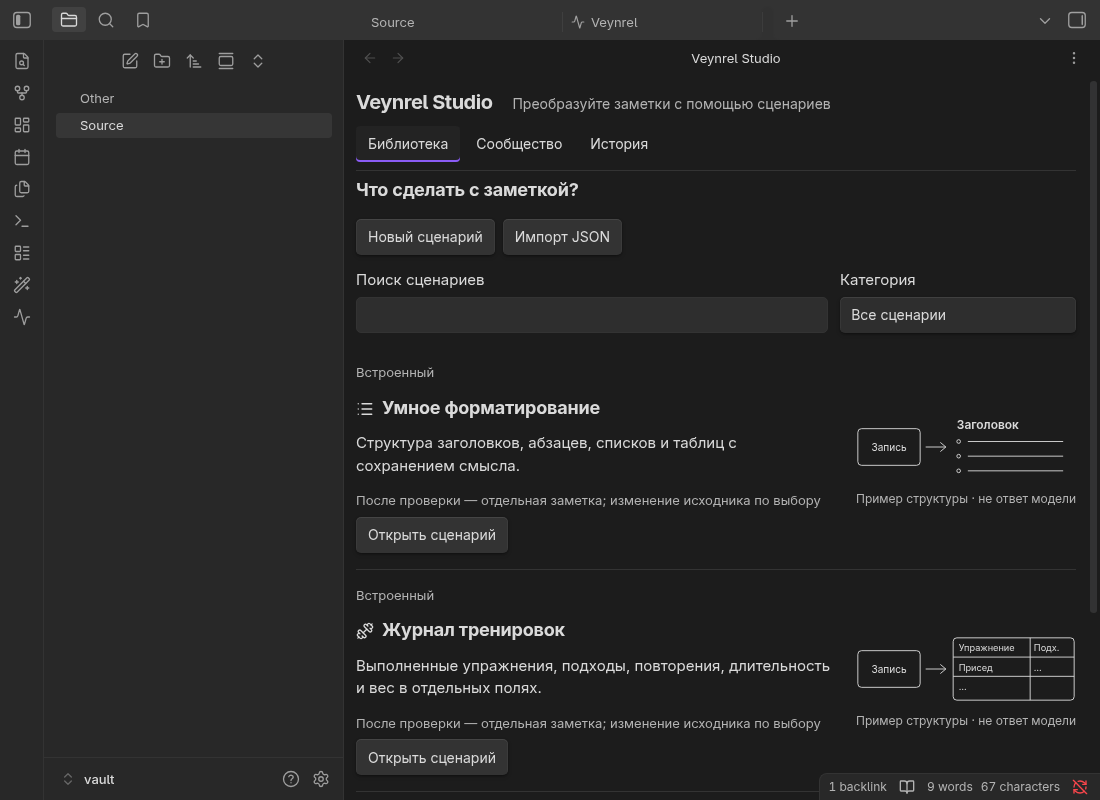 Source
Veynrel
Veynrel Studio
Other
Source
Veynrel Studio
Преобразуйте заметки с помощью сценариев
Библиотека
Сообщество
История
Что сделать с заметкой?
Новый сценарий
Импорт JSON
Поиск сценариев
Категория
Все сценарии
Встроенный
Умное форматирование
Структура заголовков, абзацев, списков и таблиц с
сохранением смысла.
После проверки — отдельная заметка; изменение исходника по выбору
Открыть сценарий
Запись
Заголовок
Пример структуры · не ответ модели
Встроенный
Журнал тренировок
Выполненные упражнения, подходы, повторения, длительность
и вес в отдельных полях.
После проверки — отдельная заметка; изменение исходника по выбору
Открыть сценарий
Запись
Упражнение
Подх.
Присед
...
...
Пример структуры · не ответ модели
vault
1 backlink
9 words
67 characters